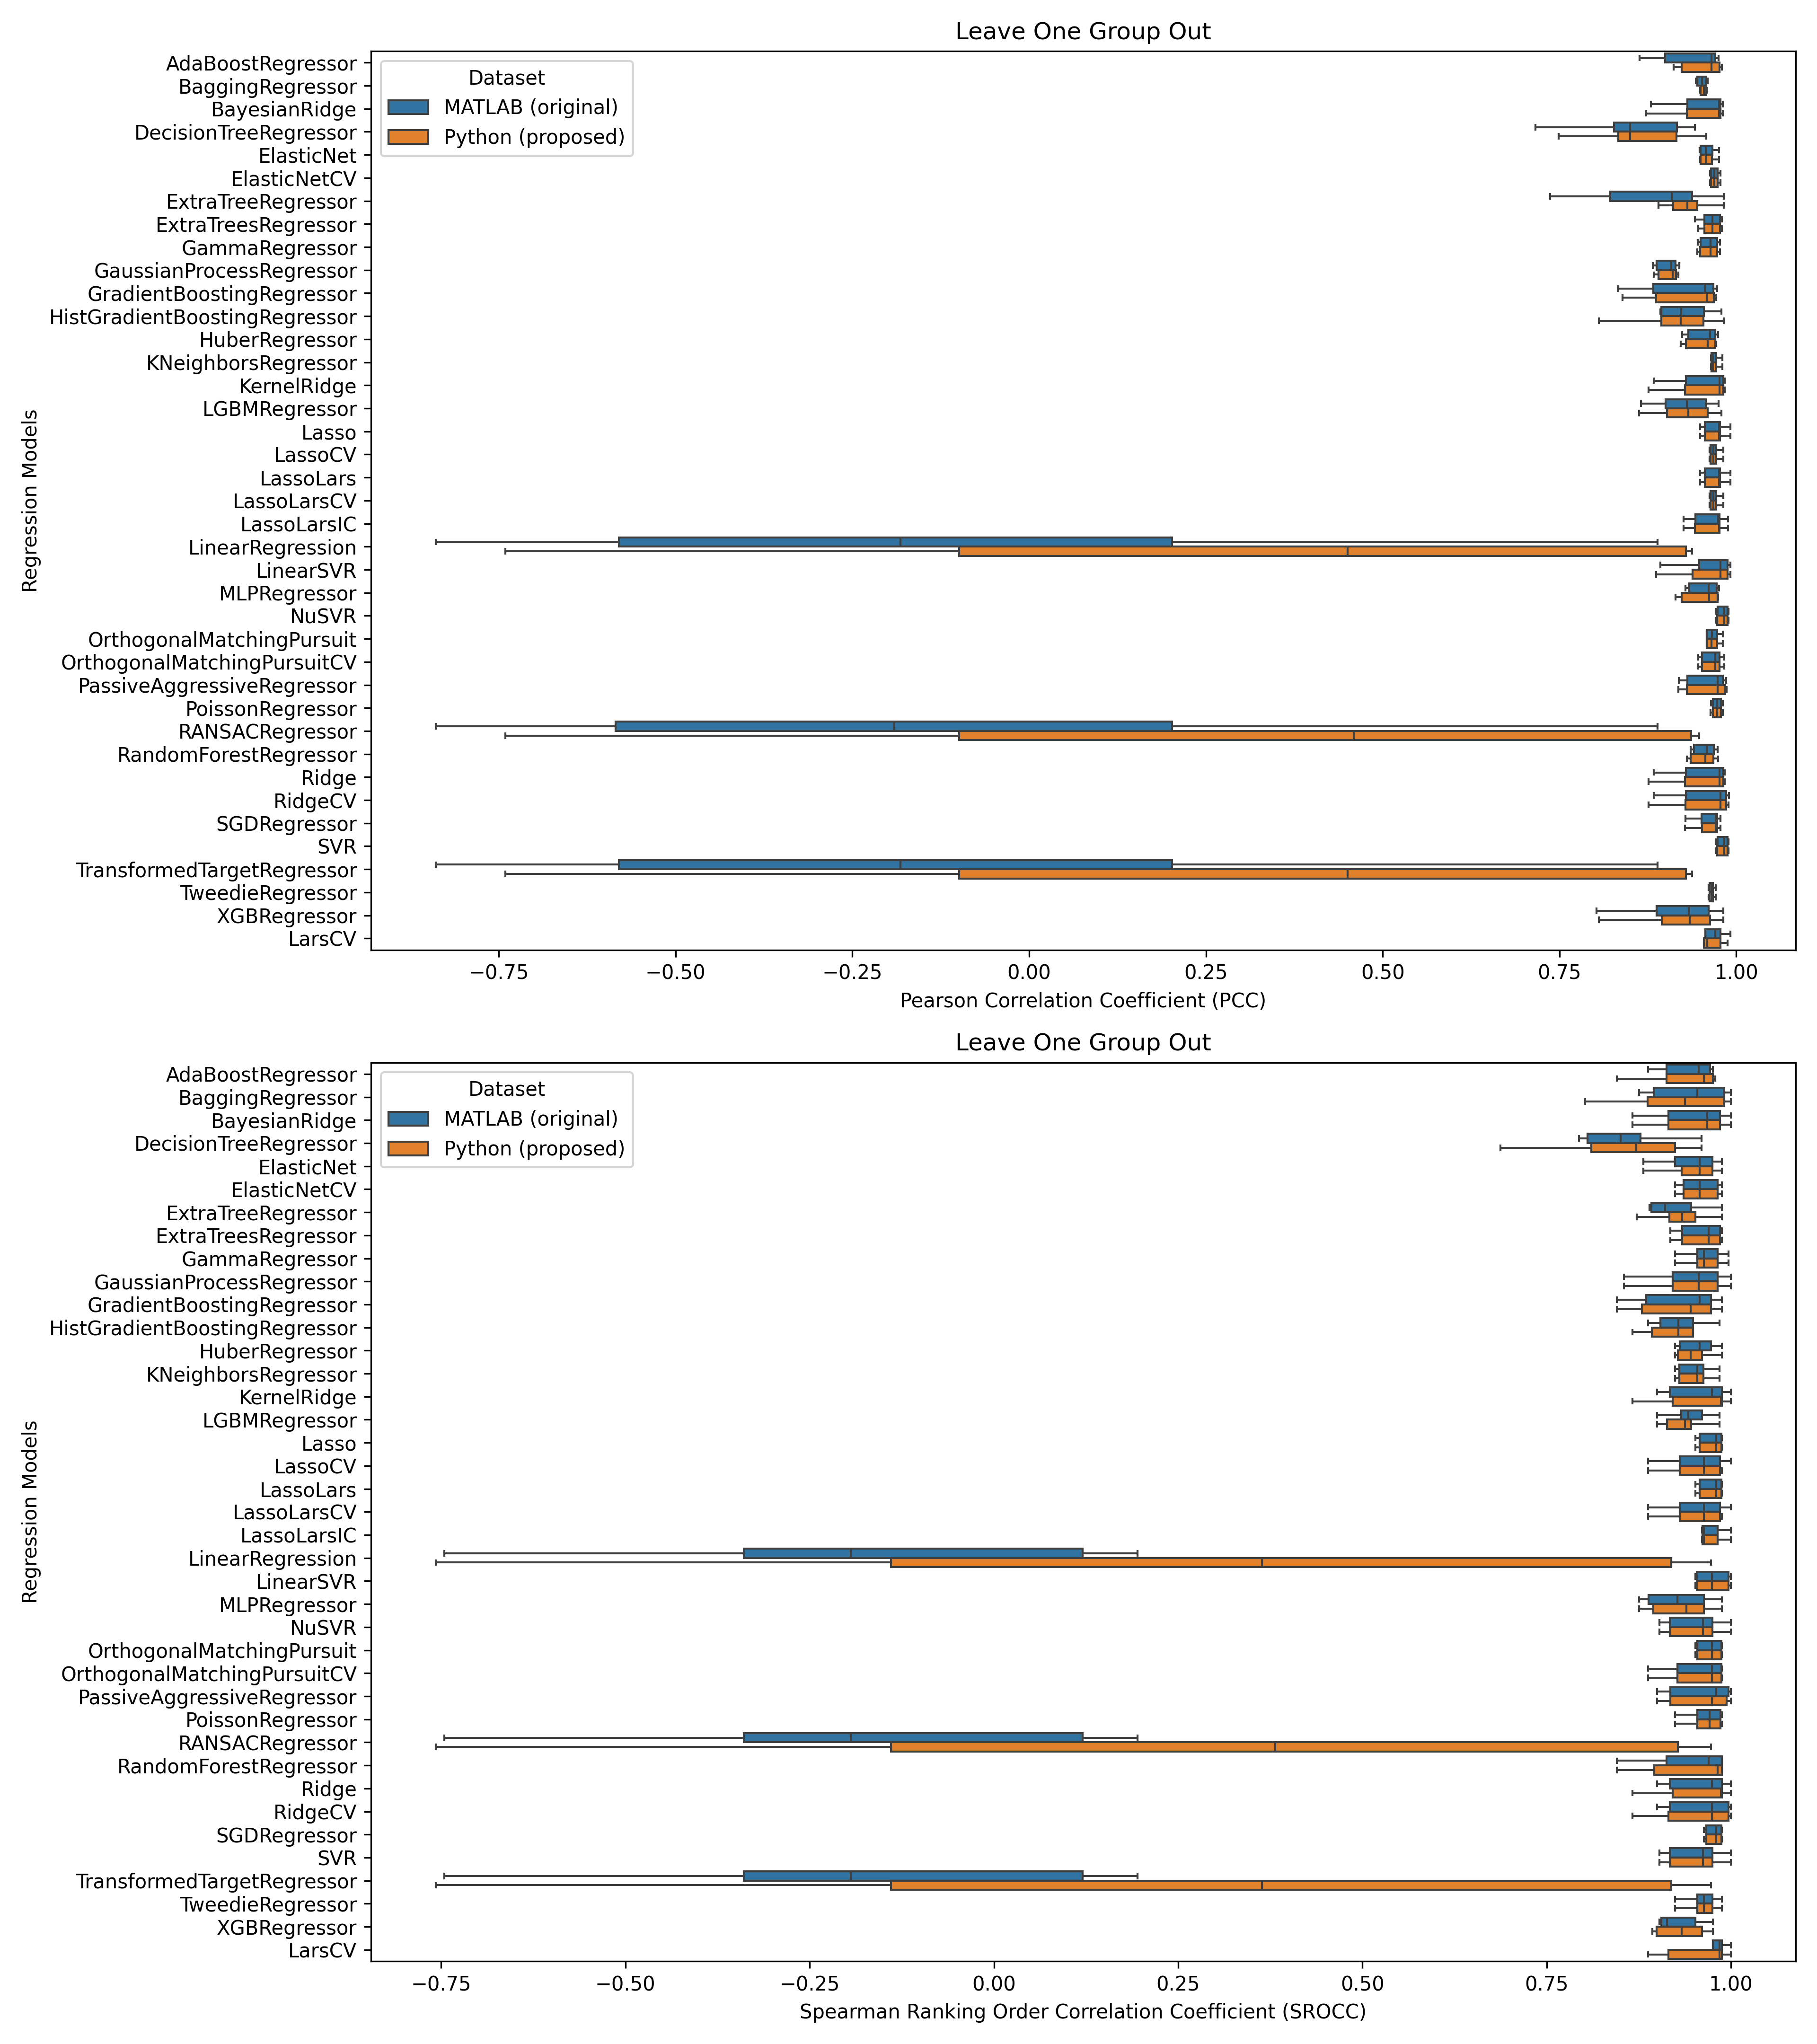 Leave One Group Out
Dataset
MATLAB (original)
Python (proposed)
Regression Models
AdaBoostRegressor
BaggingRegressor
BayesianRidge
DecisionTreeRegressor
ElasticNet
ElasticNetCV
ExtraTreeRegressor
ExtraTreesRegressor
GammaRegressor
GaussianProcessRegressor
GradientBoostingRegressor
HistGradientBoostingRegressor
HuberRegressor
KNeighborsRegressor
KernelRidge
LGBMRegressor
Lasso
LassoCV
LassoLars
LassoLarsCV
LassoLarsIC
LinearRegression
LinearSVR
MLPRegressor
NuSVR
OrthogonalMatchingPursuit
OrthogonalMatchingPursuitCV
PassiveAggressiveRegressor
PoissonRegressor
RANSACRegressor
RandomForestRegressor
Ridge
RidgeCV
SGDRegressor
SVR
TransformedTargetRegressor
TweedieRegressor
XGBRegressor
LarsCV
−0.75 −0.50 −0.25 0.00 0.25 0.50 0.75 1.00
Pearson Correlation Coefficient (PCC)
Leave One Group Out
Dataset
MATLAB (original)
Python (proposed)
Regression Models
AdaBoostRegressor
BaggingRegressor
BayesianRidge
DecisionTreeRegressor
ElasticNet
ElasticNetCV
ExtraTreeRegressor
ExtraTreesRegressor
GammaRegressor
GaussianProcessRegressor
GradientBoostingRegressor
HistGradientBoostingRegressor
HuberRegressor
KNeighborsRegressor
KernelRidge
LGBMRegressor
Lasso
LassoCV
LassoLars
LassoLarsCV
LassoLarsIC
LinearRegression
LinearSVR
MLPRegressor
NuSVR
OrthogonalMatchingPursuit
OrthogonalMatchingPursuitCV
PassiveAggressiveRegressor
PoissonRegressor
RANSACRegressor
RandomForestRegressor
Ridge
RidgeCV
SGDRegressor
SVR
TransformedTargetRegressor
TweedieRegressor
XGBRegressor
LarsCV
−0.75 −0.50 −0.25 0.00 0.25 0.50 0.75 1.00
Spearman Ranking Order Correlation Coefficient (SROCC)